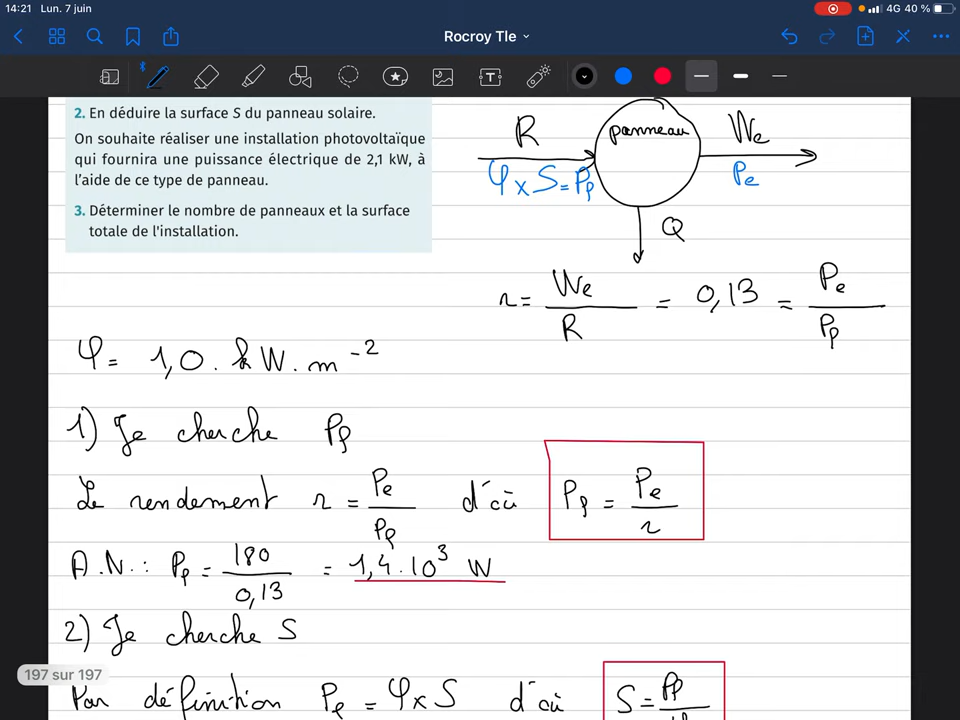 14:21 Lun. 7 juin
4G 40 %
Rocroy Tle
2. En déduire la surface S du panneau solaire.
On souhaite réaliser une installation photovoltaïque
qui fournira une puissance électrique de 2,1 kW, à
l'aide de ce type de panneau.
3. Déterminer le nombre de panneaux et la surface
totale de l'installation.
R
panneau
We
φ x S = Pp
Pe
Q
r = We / R = 0,13 = Pe / Pp
φ = 1,0. kW. m⁻²
1) Je cherche Pp
Le rendement r = Pe / Pp d'où Pp = Pe / r
A.N.: Pp = 180 / 0,13 = 1,4.10³ W
2) Je cherche S
197 sur 197
Par définition Pp = φ x S d'où S = Pp